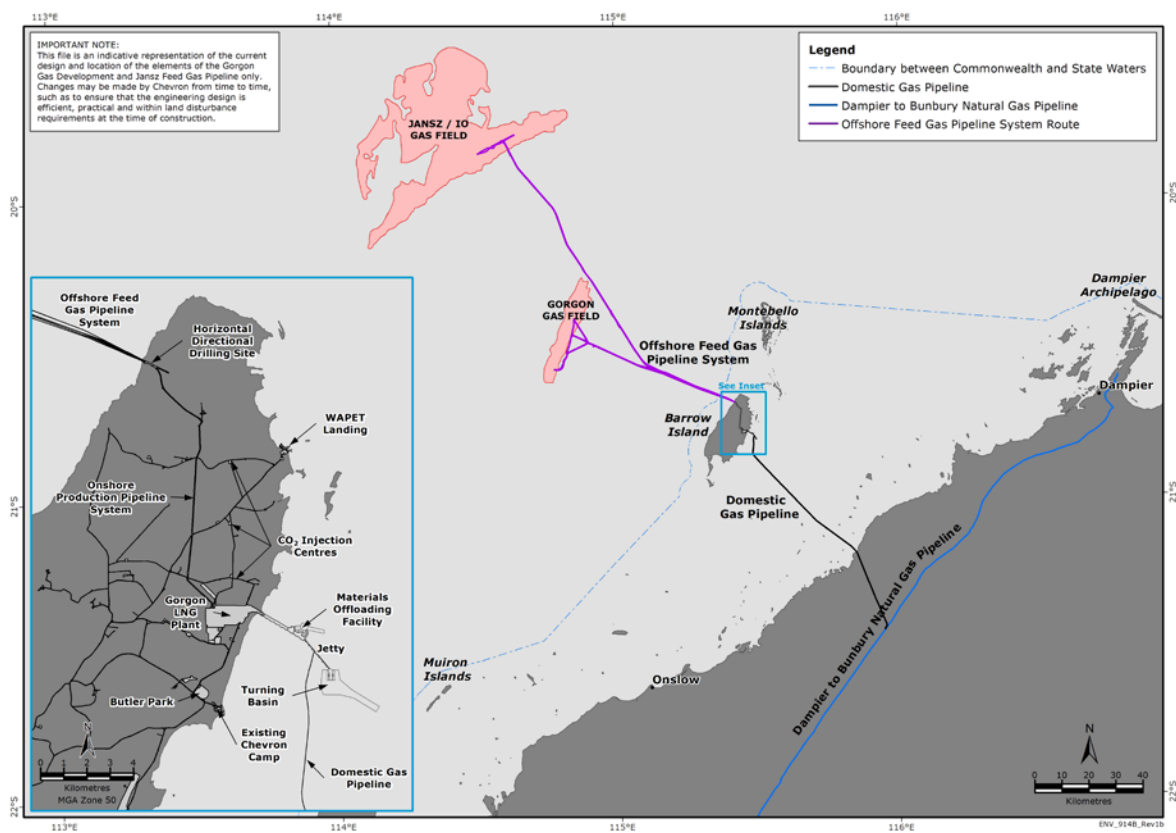 113°E
114°E
115°E
116°E
IMPORTANT NOTE:
This file is an indicative representation of the current
design and location of the elements of the Gorgon
Gas Development and Jansz Feed Gas Pipeline only.
Changes may be made by Chevron from time to time,
such as to ensure that the engineering design is
efficient, practical and within land disturbance
requirements at the time of construction.
Legend
Boundary between Commonwealth and State Waters
Domestic Gas Pipeline
Dampier to Bunbury Natural Gas Pipeline
Offshore Feed Gas Pipeline System Route
JANSZ / IO
GAS FIELD
20°S
20°S
GORGON
GAS FIELD
Dampier
Archipelago
Montebello
Islands
Offshore Feed Gas
Pipeline System
See Inset
Dampier
Barrow
Island
Domestic
Gas Pipeline
21°S
21°S
Dampier to Bunbury Natural Gas Pipeline
Muiron
Islands
Onslow
N
0 10 20 30 40
Kilometres
Offshore Feed
Gas Pipeline
System
Horizontal
Directional
Drilling Site
WAPET
Landing
Onshore
Production Pipeline
System
CO₂ Injection
Centres
Gorgon
LNG
Plant
Materials
Offloading
Facility
Jetty
Turning
Basin
Butler Park
Existing
Chevron
Camp
Domestic Gas
Pipeline
N
0 1 2 3 4
Kilometres
MGA Zone 50
22°S
22°S
113°E
114°E
115°E
116°E
ENV_914B_Rev1b